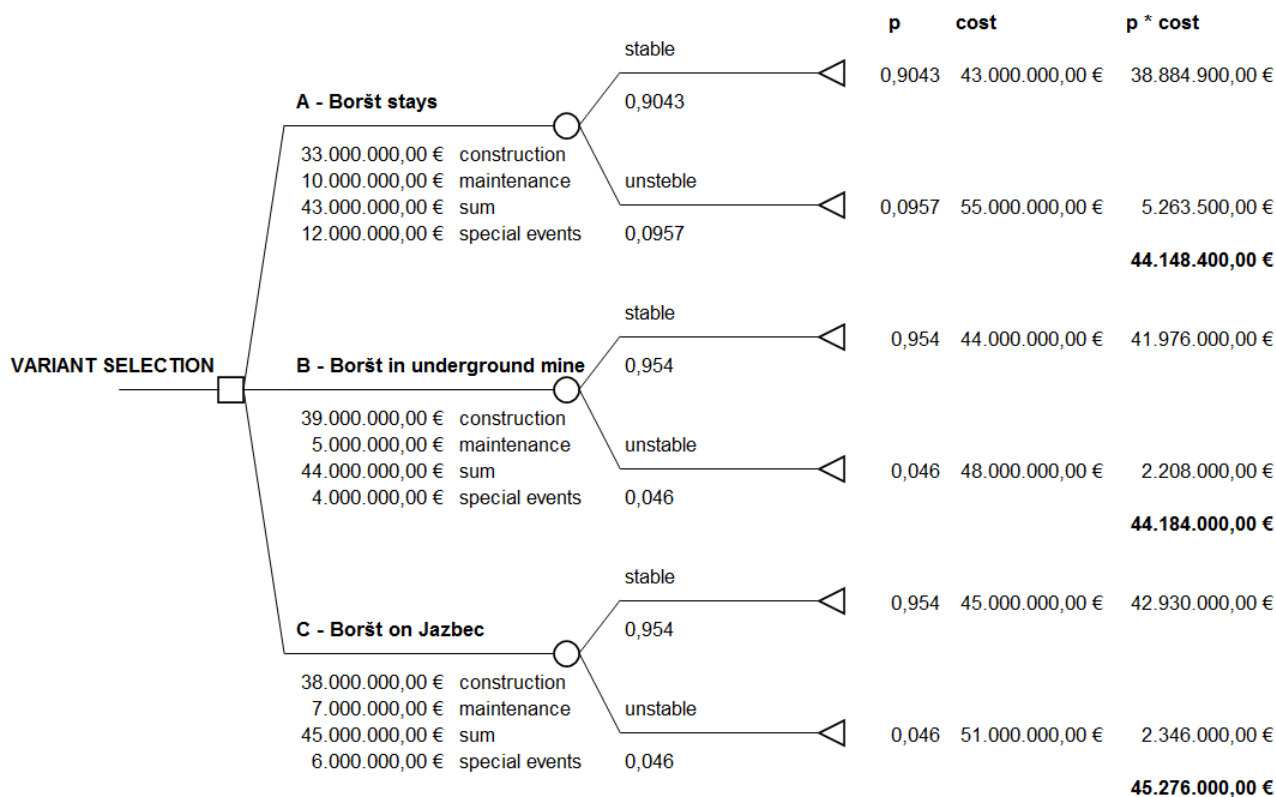 p cost p * cost
stable
0,9043 43.000.000,00 € 38.884.900,00 €
A - Boršt stays 0,9043
33.000.000,00 € construction
10.000.000,00 € maintenance unsteble
43.000.000,00 € sum 0,0957 55.000.000,00 € 5.263.500,00 €
12.000.000,00 € special events 0,0957
44.148.400,00 €
stable
0,954 44.000.000,00 € 41.976.000,00 €
VARIANT SELECTION B - Boršt in underground mine 0,954
39.000.000,00 € construction
5.000.000,00 € maintenance unstable
44.000.000,00 € sum 0,046 48.000.000,00 € 2.208.000,00 €
4.000.000,00 € special events 0,046
44.184.000,00 €
stable
0,954 45.000.000,00 € 42.930.000,00 €
C - Boršt on Jazbec 0,954
38.000.000,00 € construction
7.000.000,00 € maintenance unstable
45.000.000,00 € sum 0,046 51.000.000,00 € 2.346.000,00 €
6.000.000,00 € special events 0,046
45.276.000,00 €